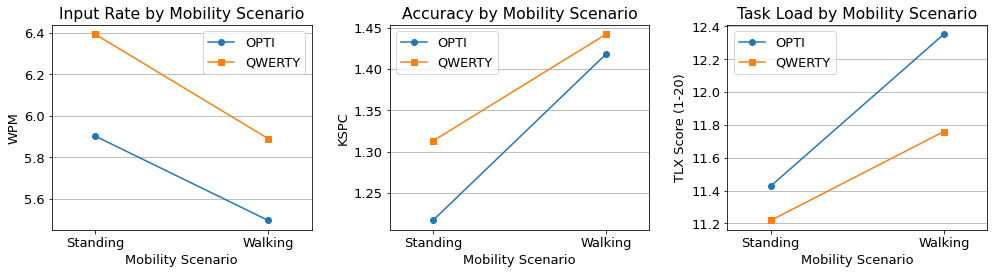 Input Rate by Mobility Scenario
WPM
6.4
6.2
6.0
5.8
5.6
OPTI
QWERTY
Standing
Walking
Mobility Scenario
Accuracy by Mobility Scenario
KSPC
1.45
1.40
1.35
1.30
1.25
OPTI
QWERTY
Standing
Walking
Mobility Scenario
Task Load by Mobility Scenario
TLX Score (1-20)
12.4
12.2
12.0
11.8
11.6
11.4
11.2
OPTI
QWERTY
Standing
Walking
Mobility Scenario